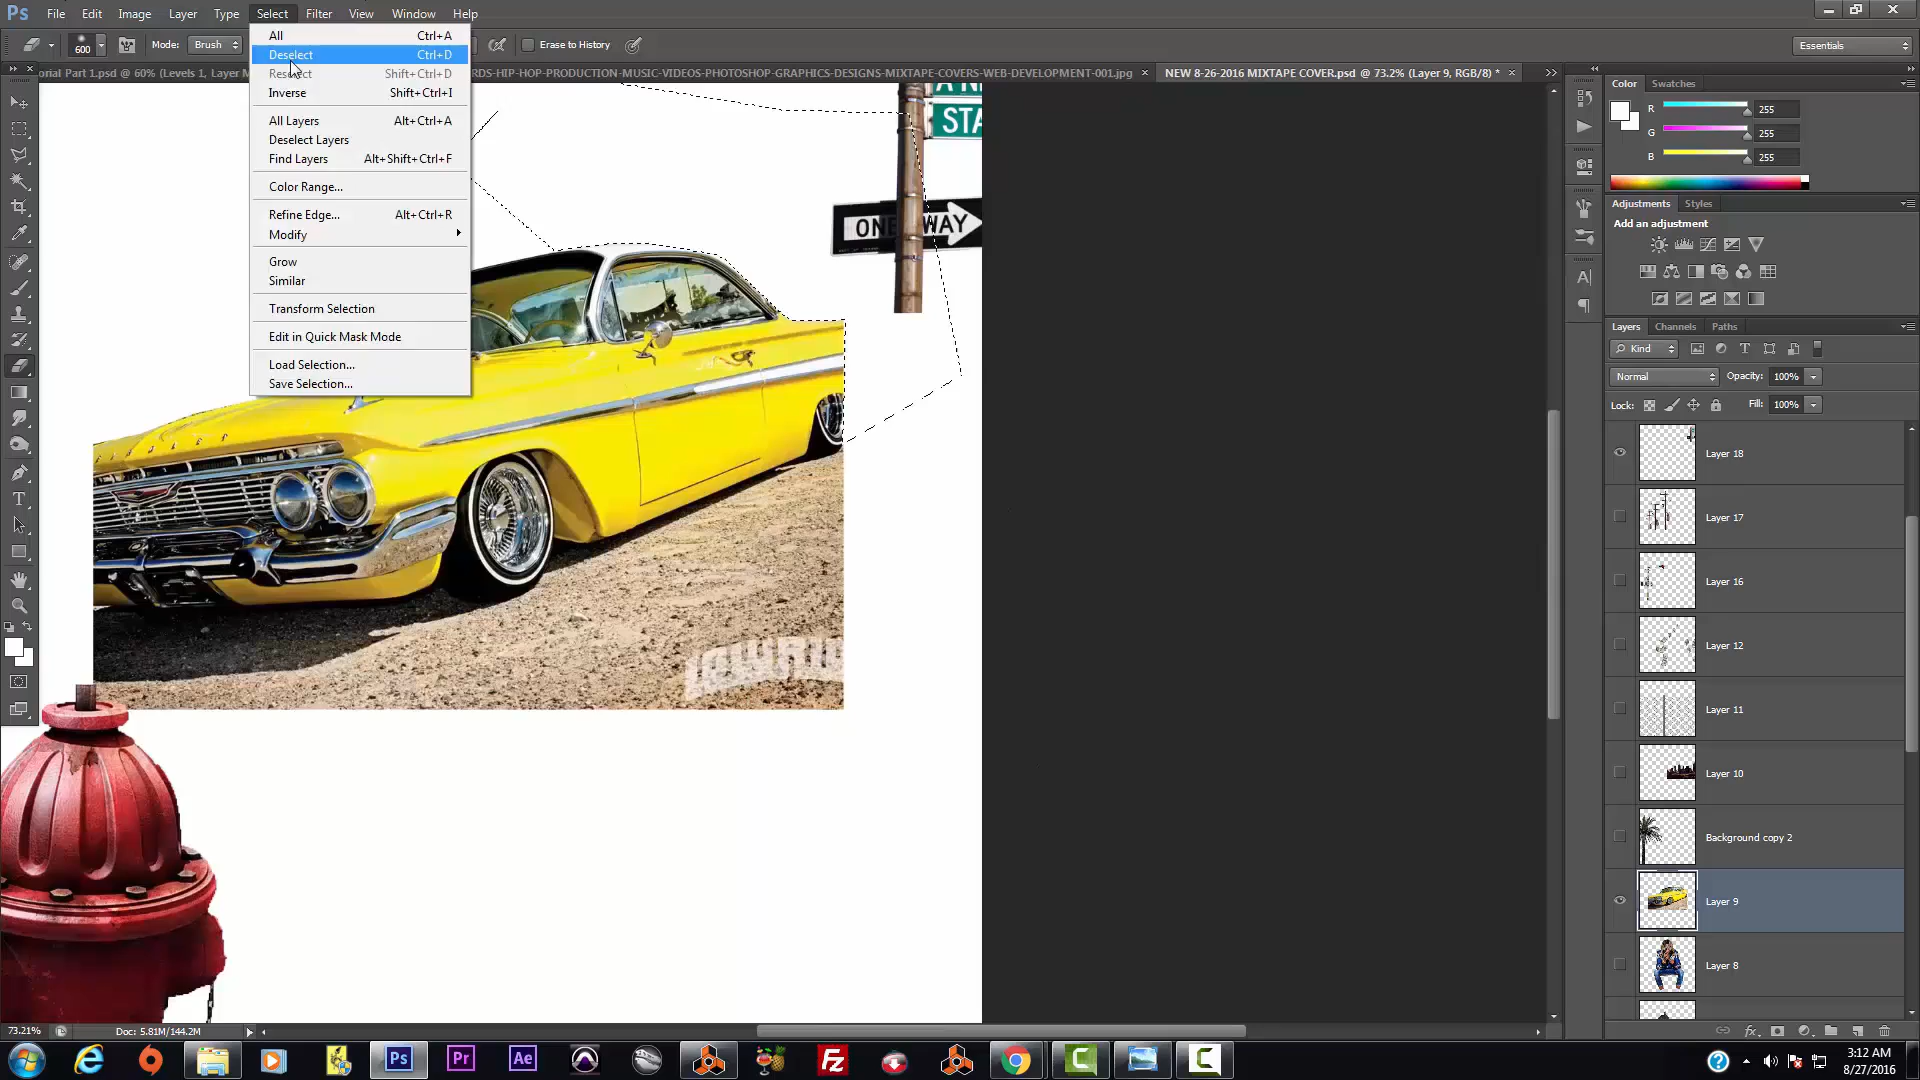 Ps File Edit Image Layer Type Select Filter View Window Help
600 Mode: Brush Erase to History Essentials
orial Part 1.psd @ 60% (Levels 1, Layer M RDS-HIP-HOP-PRODUCTION-MUSIC-VIDEOS-PHOTOSHOP-GRAPHICS-DESIGNS-MIXTAPE-COVERS-WEB-DEVELOPMENT-001.jpg × NEW 8-26-2016 MIXTAPE COVER.psd @ 73.2% (Layer 9, RGB/8) * ×
All Ctrl+A
Deselect Ctrl+D
Reselect Shift+Ctrl+D
Inverse Shift+Ctrl+I
All Layers Alt+Ctrl+A
Deselect Layers
Find Layers Alt+Shift+Ctrl+F
Color Range...
Refine Edge... Alt+Ctrl+R
Modify
Grow
Similar
Transform Selection
Edit in Quick Mask Mode
Load Selection...
Save Selection...
STA
ONE WAY
LOWRID
Color Swatches
R 255
G 255
B 255
Adjustments Styles
Add an adjustment
Layers Channels Paths
Kind
Normal Opacity: 100%
Lock: Fill: 100%
Layer 18
Layer 17
Layer 16
Layer 12
Layer 11
Layer 10
Background copy 2
Layer 9
Layer 8
73.21% Doc: 5.81M/144.2M
Ps Pr Ae Fz
3:12 AM
8/27/2016